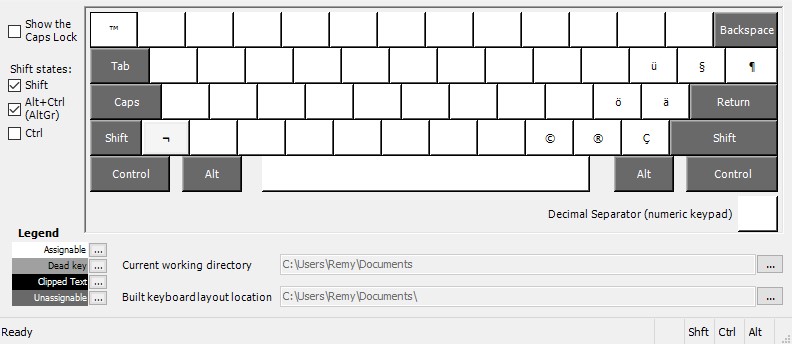 Show the
Caps Lock
Shift states:
Shift
Alt+Ctrl
(AltGr)
Ctrl
™ Backspace
Tab ü § ¶
Caps ö ä Return
Shift ¬ © ® Ç Shift
Control Alt Alt Control
Decimal Separator (numeric keypad)
Legend
Assignable ...
Dead key ...
Clipped Text ...
Unassignable ...
Current working directory C:\Users\Remy\Documents ...
Built keyboard layout location C:\Users\Remy\Documents\ ...
Ready Shft Ctrl Alt